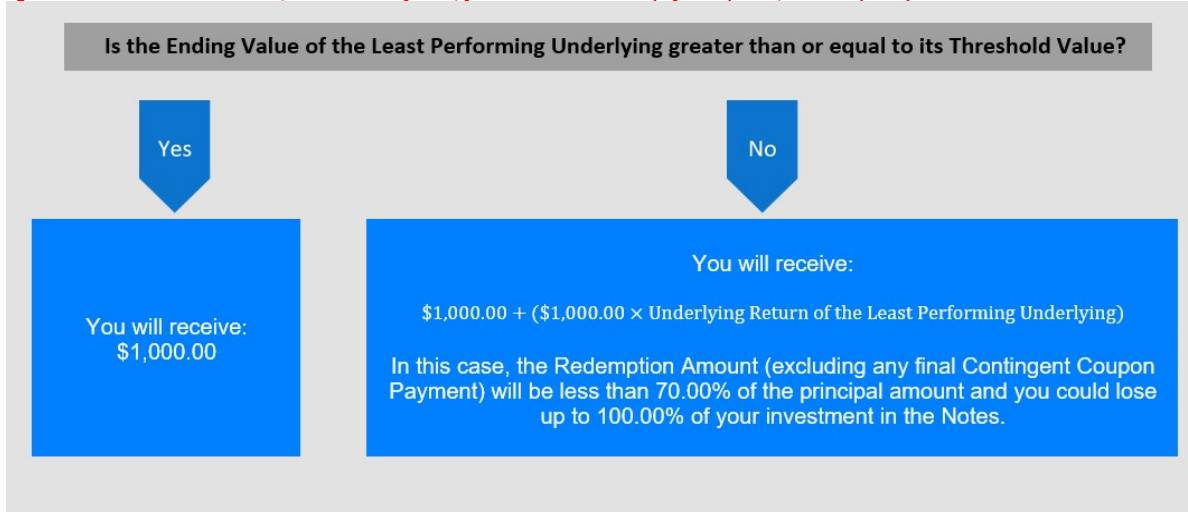 Is the Ending Value of the Least Performing Underlying greater than or equal to its Threshold Value?
Yes
No
You will receive:
$1,000.00
You will receive:
$1,000.00 + ($1,000.00 × Underlying Return of the Least Performing Underlying)
In this case, the Redemption Amount (excluding any final Contingent Coupon
Payment) will be less than 70.00% of the principal amount and you could lose
up to 100.00% of your investment in the Notes.